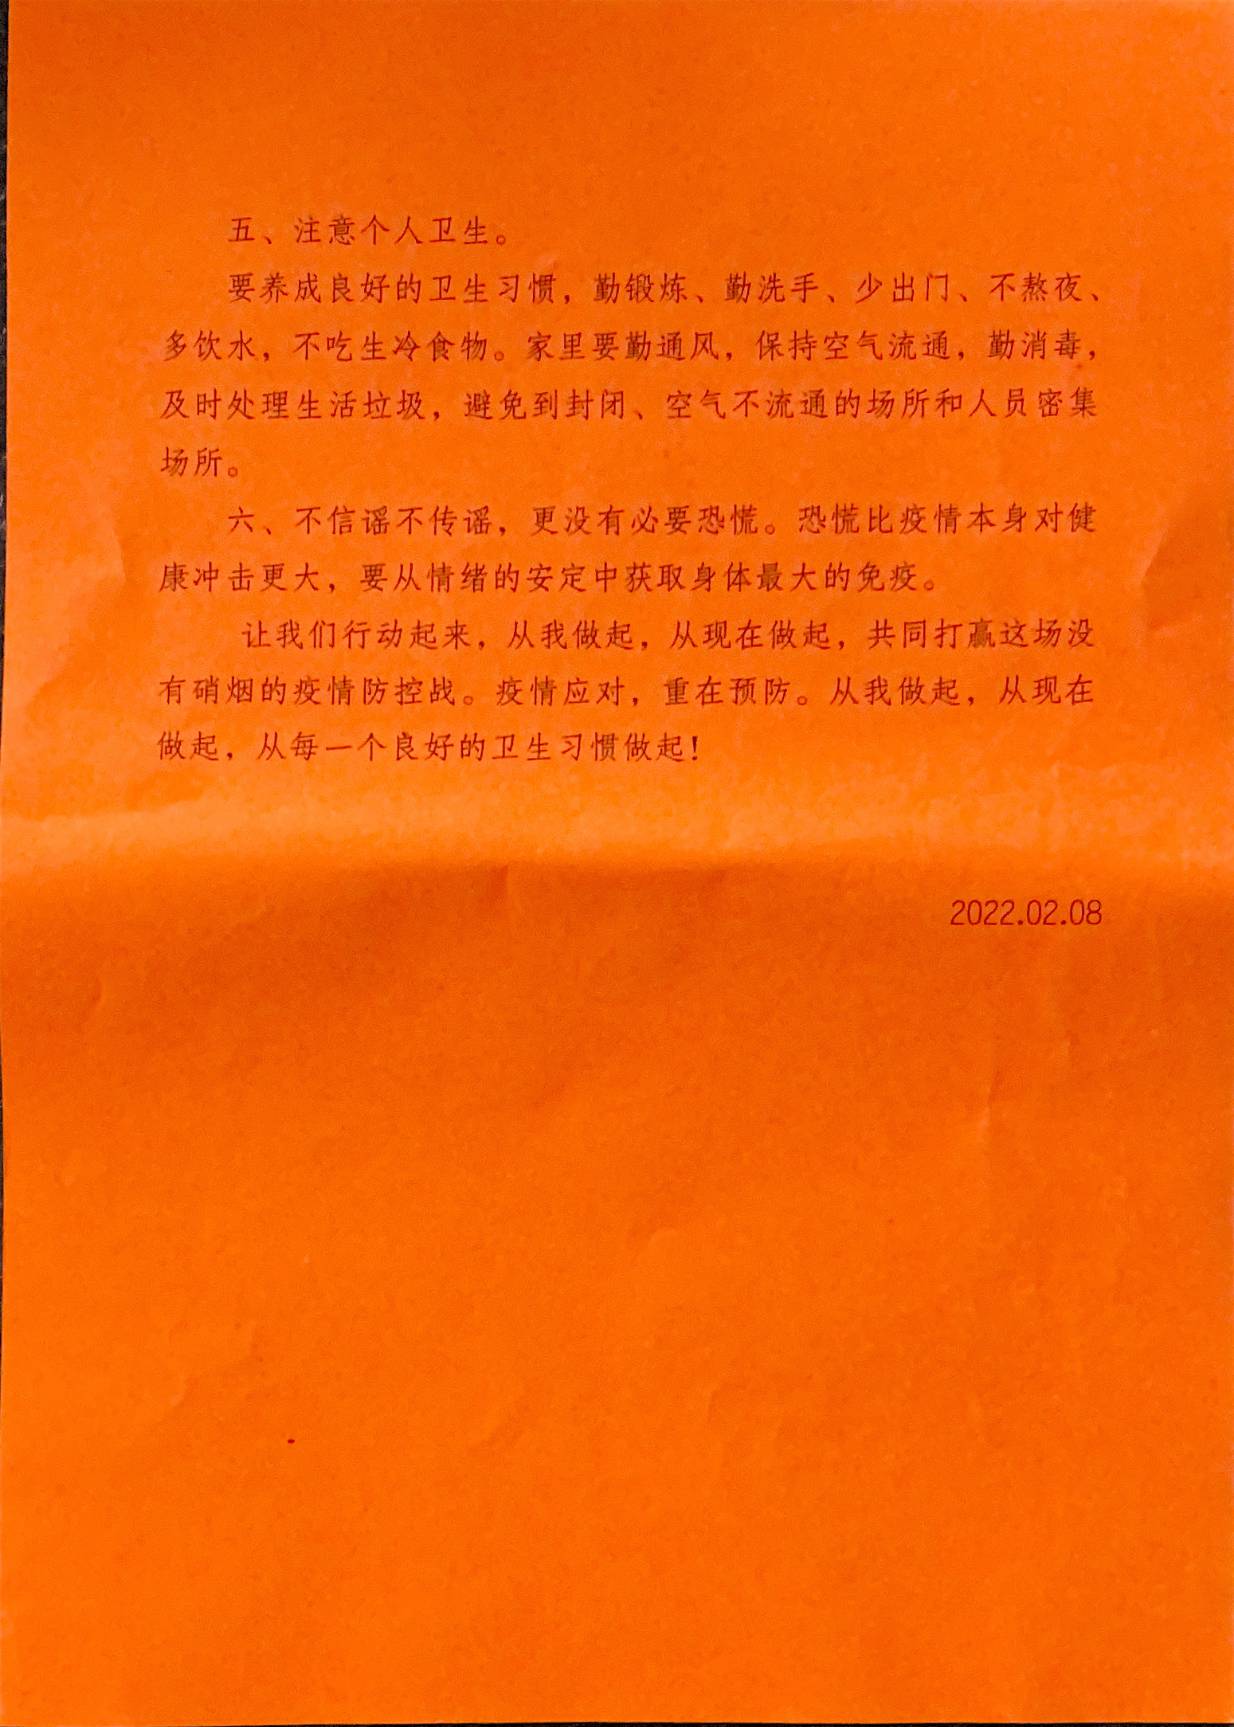 五、注意个人卫生。
要养成良好的卫生习惯，勤锻炼、勤洗手、少出门、不熬夜、
多饮水，不吃生冷食物。家里要勤通风，保持空气流通，勤消毒，
及时处理生活垃圾，避免到封闭、空气不流通的场所和人员密集
场所。
六、不信谣不传谣，更没有必要恐慌。恐慌比疫情本身对健
康冲击更大，要从情绪的安定中获取身体最大的免疫。
让我们行动起来，从我做起，从现在做起，共同打赢这场没
有硝烟的疫情防控战。疫情应对，重在预防。从我做起，从现在
做起，从每一个良好的卫生习惯做起！
2022.02.08